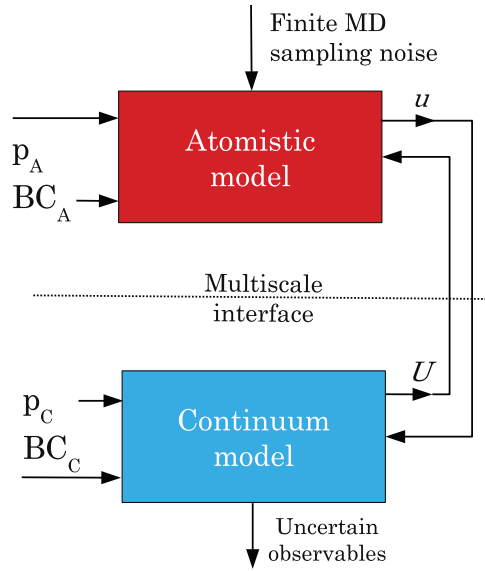 Finite MD
sampling noise
u
Atomistic
model
p_A
BC_A
Multiscale
interface
U
p_C
BC_C
Continuum
model
Uncertain
observables